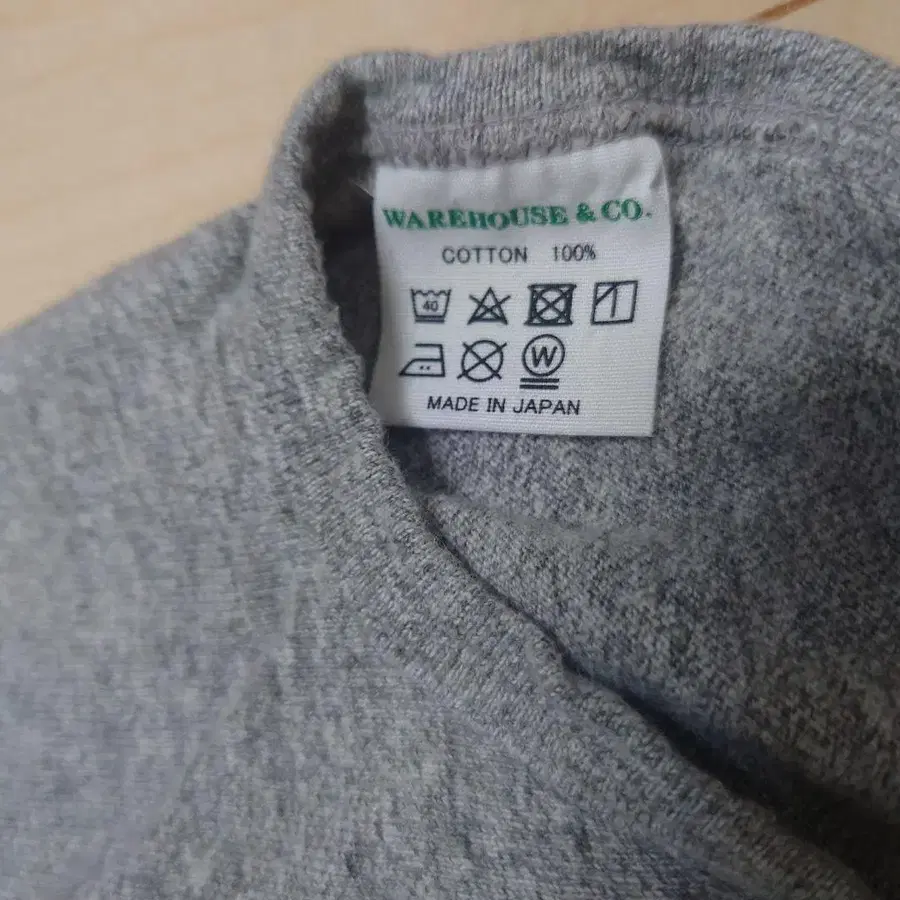 WAREHOUSE & CO.
COTTON 100%
40
W
MADE IN JAPAN